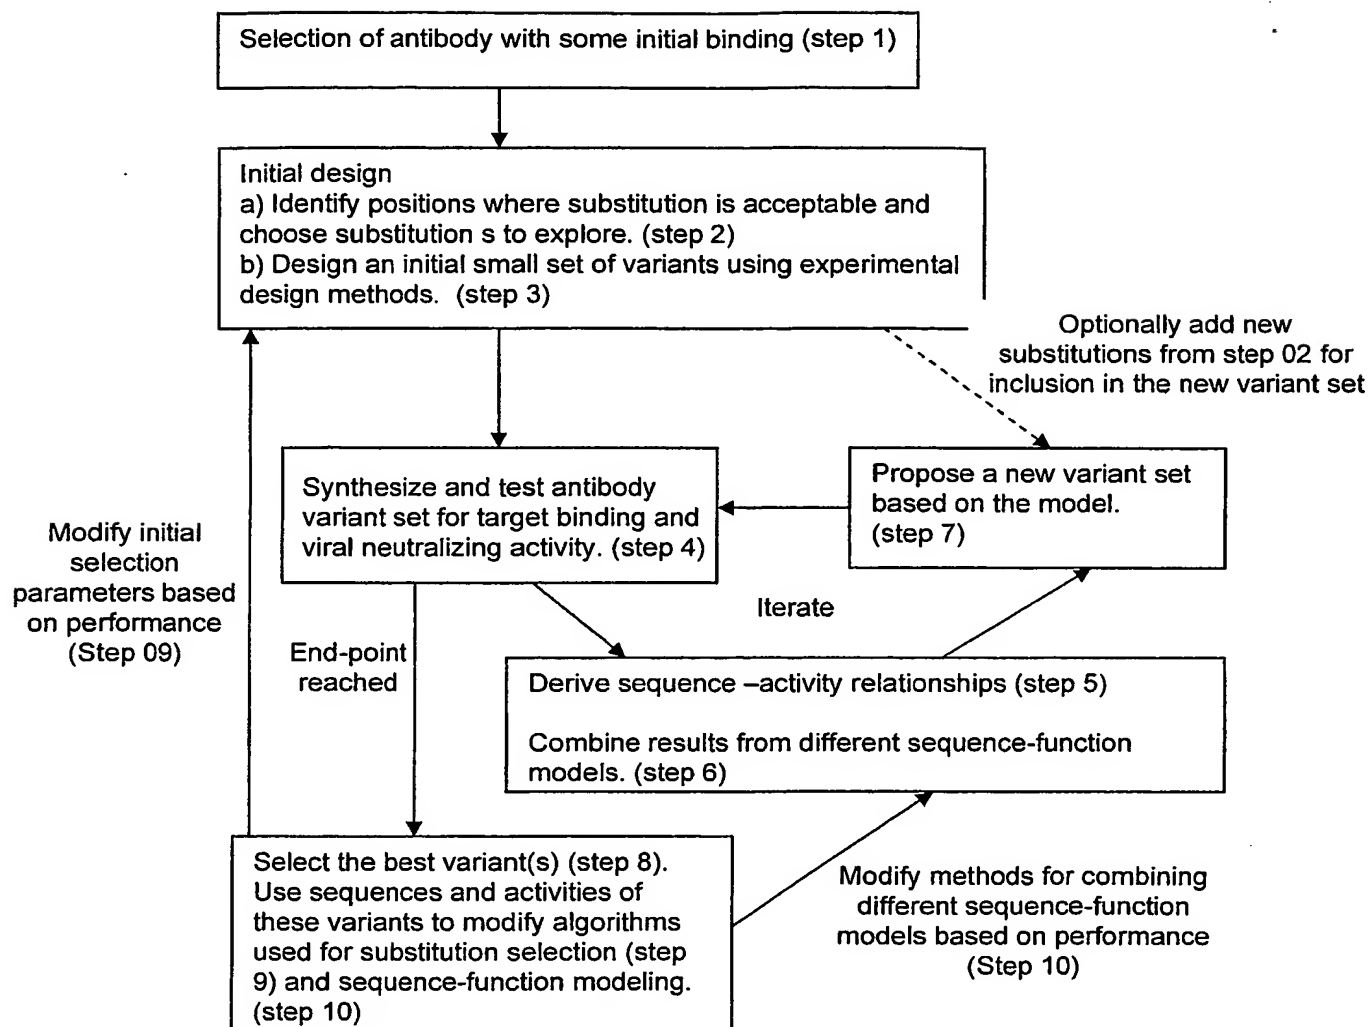 Selection of antibody with some initial binding (step 1)
Initial design
a) Identify positions where substitution is acceptable and
choose substitution s to explore. (step 2)
b) Design an initial small set of variants using experimental
design methods.  (step 3)
Optionally add new
substitutions from step 02 for
inclusion in the new variant set
Synthesize and test antibody
variant set for target binding and
viral neutralizing activity. (step 4)
Propose a new variant set
based on the model.
(step 7)
Modify initial
selection
parameters based
on performance
(Step 09)
Iterate
End-point
reached
Derive sequence –activity relationships (step 5)
Combine results from different sequence-function
models. (step 6)
Select the best variant(s) (step 8).
Use sequences and activities of
these variants to modify algorithms
used for substitution selection (step
9) and sequence-function modeling.
(step 10)
Modify methods for combining
different sequence-function
models based on performance
(Step 10)